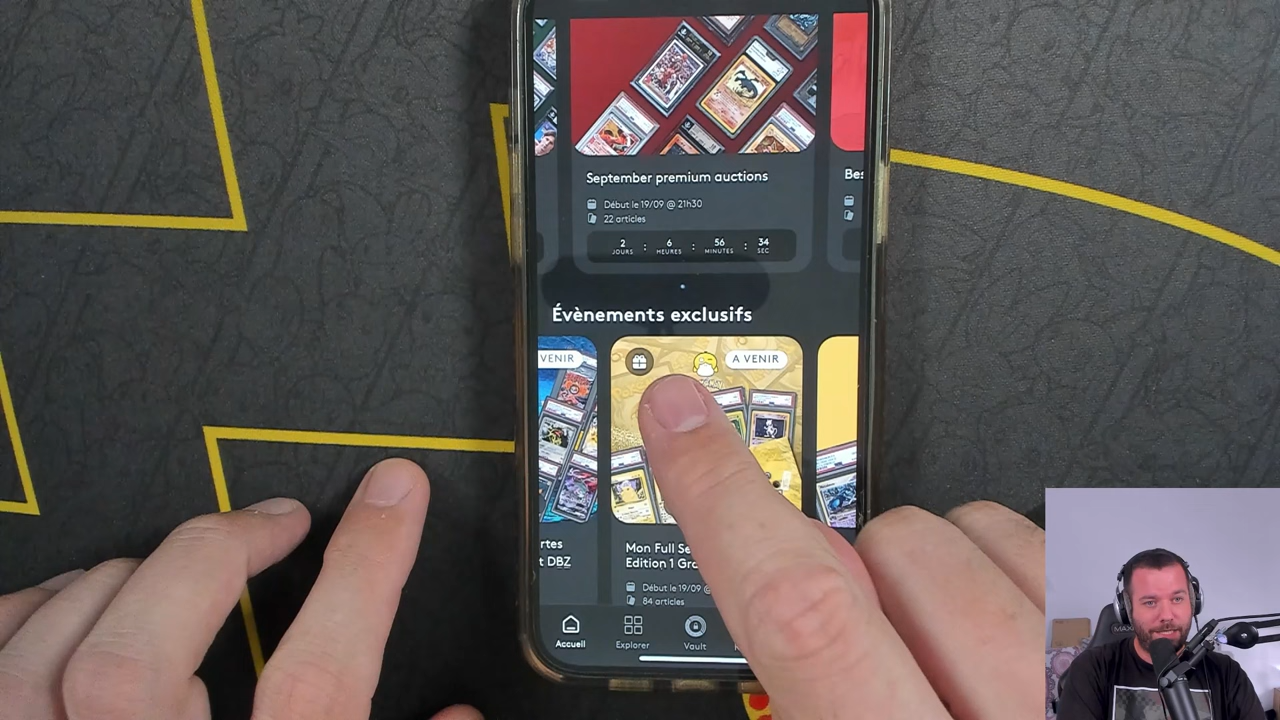 September premium auctions
Début le 19/09 @ 21h30
22 articles
2 : 6 : 56 : 34
JOURS HEURES MINUTES SEC
Évènements exclusifs
VENIR
A VENIR
rtes
t DBZ
Mon Full Se
Edition 1 Gra
Début le 19/09 @
84 articles
Accueil
Explorer
Vault